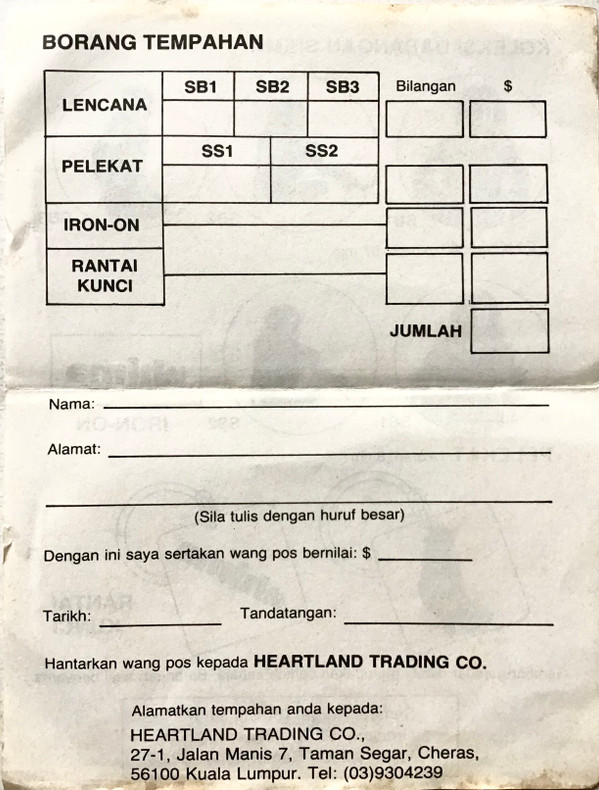 BORANG TEMPAHAN
LENCANA SB1 SB2 SB3 Bilangan $
PELEKAT SS1 SS2
IRON-ON
RANTAI
KUNCI
JUMLAH
Nama:
Alamat:
(Sila tulis dengan huruf besar)
Dengan ini saya sertakan wang pos bernilai: $
Tarikh: Tandatangan:
Hantarkan wang pos kepada HEARTLAND TRADING CO.
Alamatkan tempahan anda kepada:
HEARTLAND TRADING CO.,
27-1, Jalan Manis 7, Taman Segar, Cheras,
56100 Kuala Lumpur. Tel: (03)9304239